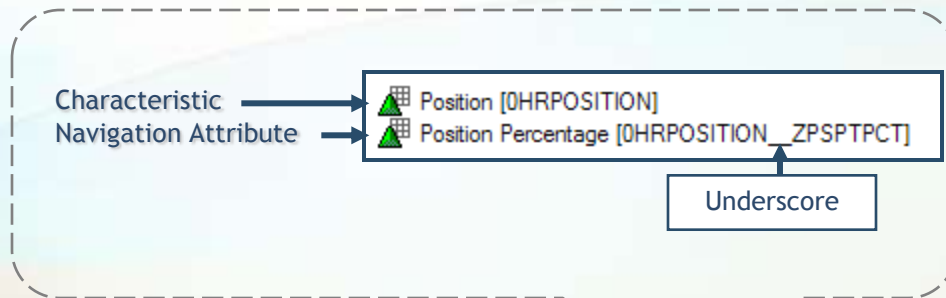 Characteristic
Position [0HRPOSITION]
Navigation Attribute
Position Percentage [0HRPOSITION__ZPSPTPCT]
Underscore